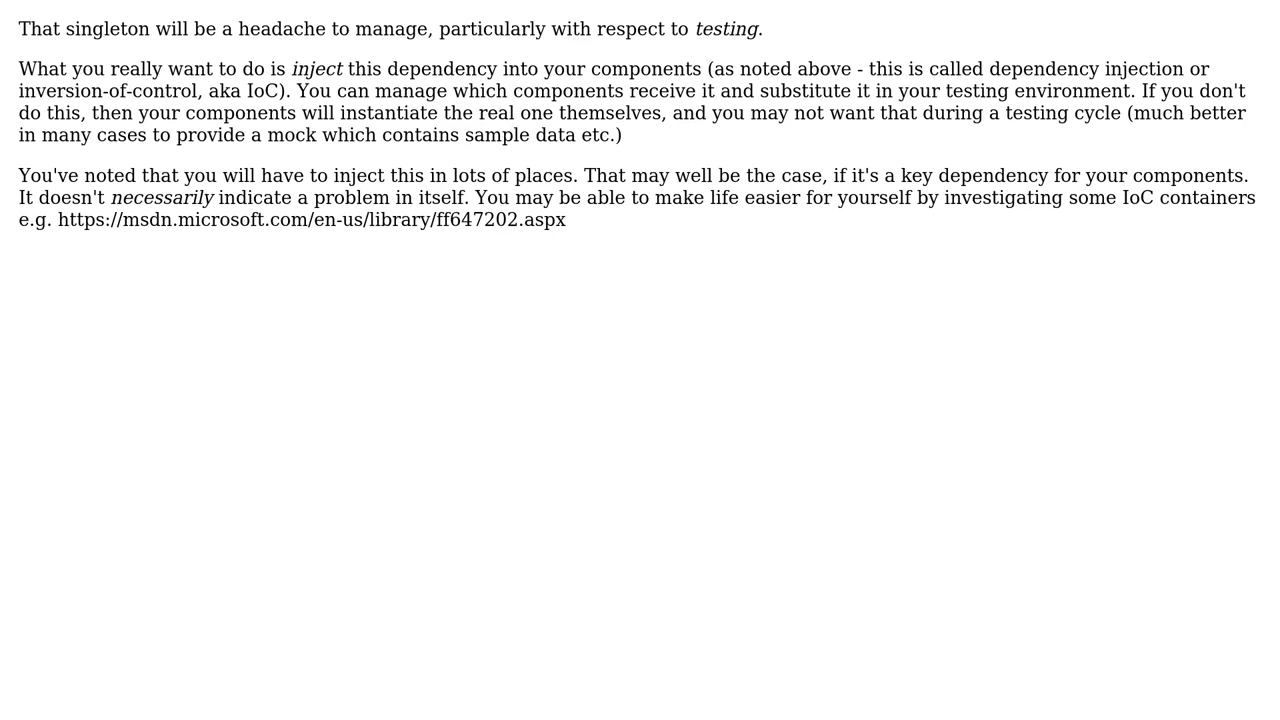 That singleton will be a headache to manage, particularly with respect to testing.
What you really want to do is inject this dependency into your components (as noted above - this is called dependency injection or
inversion-of-control, aka IoC). You can manage which components receive it and substitute it in your testing environment. If you don't
do this, then your components will instantiate the real one themselves, and you may not want that during a testing cycle (much better
in many cases to provide a mock which contains sample data etc.)
You've noted that you will have to inject this in lots of places. That may well be the case, if it's a key dependency for your components.
It doesn't necessarily indicate a problem in itself. You may be able to make life easier for yourself by investigating some IoC containers
e.g. https://msdn.microsoft.com/en-us/library/ff647202.aspx